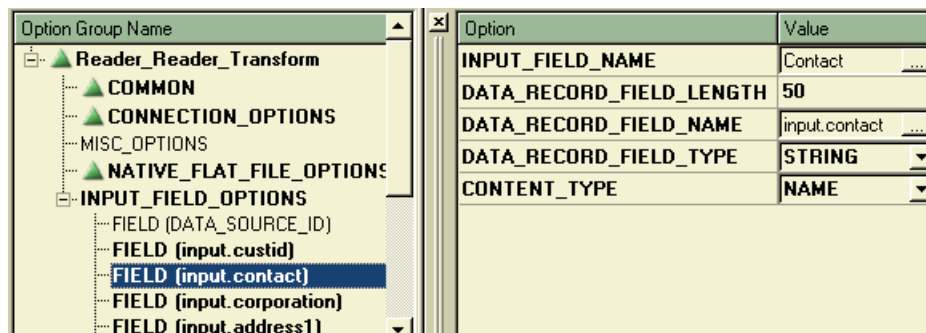 Option Group Name
Reader_Reader_Transform
COMMON
CONNECTION_OPTIONS
MISC_OPTIONS
NATIVE_FLAT_FILE_OPTIONS
INPUT_FIELD_OPTIONS
FIELD (DATA_SOURCE_ID)
FIELD (input.custid)
FIELD (input.contact)
FIELD (input.corporation)
FIELD (input.address1)
Option Value
INPUT_FIELD_NAME Contact ...
DATA_RECORD_FIELD_LENGTH 50
DATA_RECORD_FIELD_NAME input.contact ...
DATA_RECORD_FIELD_TYPE STRING
CONTENT_TYPE NAME